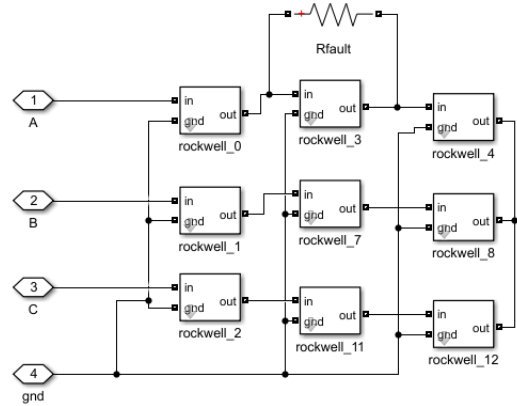 Rfault
1
A
in
gnd
out
rockwell_0
in
gnd
out
rockwell_3
in
gnd
out
rockwell_4
2
B
in
gnd
out
rockwell_1
in
gnd
out
rockwell_7
in
gnd
out
rockwell_8
3
C
in
gnd
out
rockwell_2
in
gnd
out
rockwell_11
in
gnd
out
rockwell_12
4
gnd